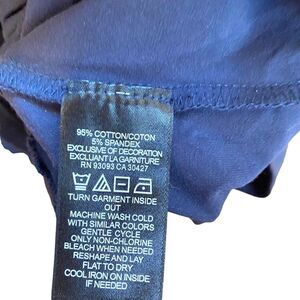 95% COTTON/COTON
5% SPANDEX
EXCLUSIVE OF DECORATION
EXCLUANT LA GARNITURE
RN 93093 CA 30427
TURN GARMENT INSIDE
OUT
MACHINE WASH COLD
WITH SIMILAR COLORS
GENTLE CYCLE
ONLY NON-CHLORINE
BLEACH WHEN NEEDED
RESHAPE AND LAY
FLAT TO DRY
COOL IRON ON INSIDE
IF NEEDED